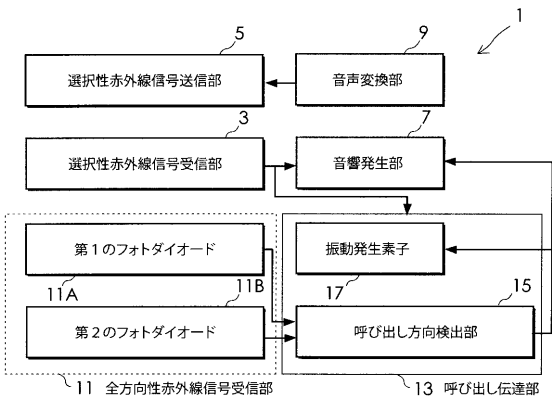 1
5
9
選択性赤外線信号送信部
音声変換部
3
7
選択性赤外線信号受信部
音響発生部
第1のフォトダイオード
振動発生素子
11A
11B
17
15
第2のフォトダイオード
呼び出し方向検出部
11 全方向性赤外線信号受信部
13 呼び出し伝達部